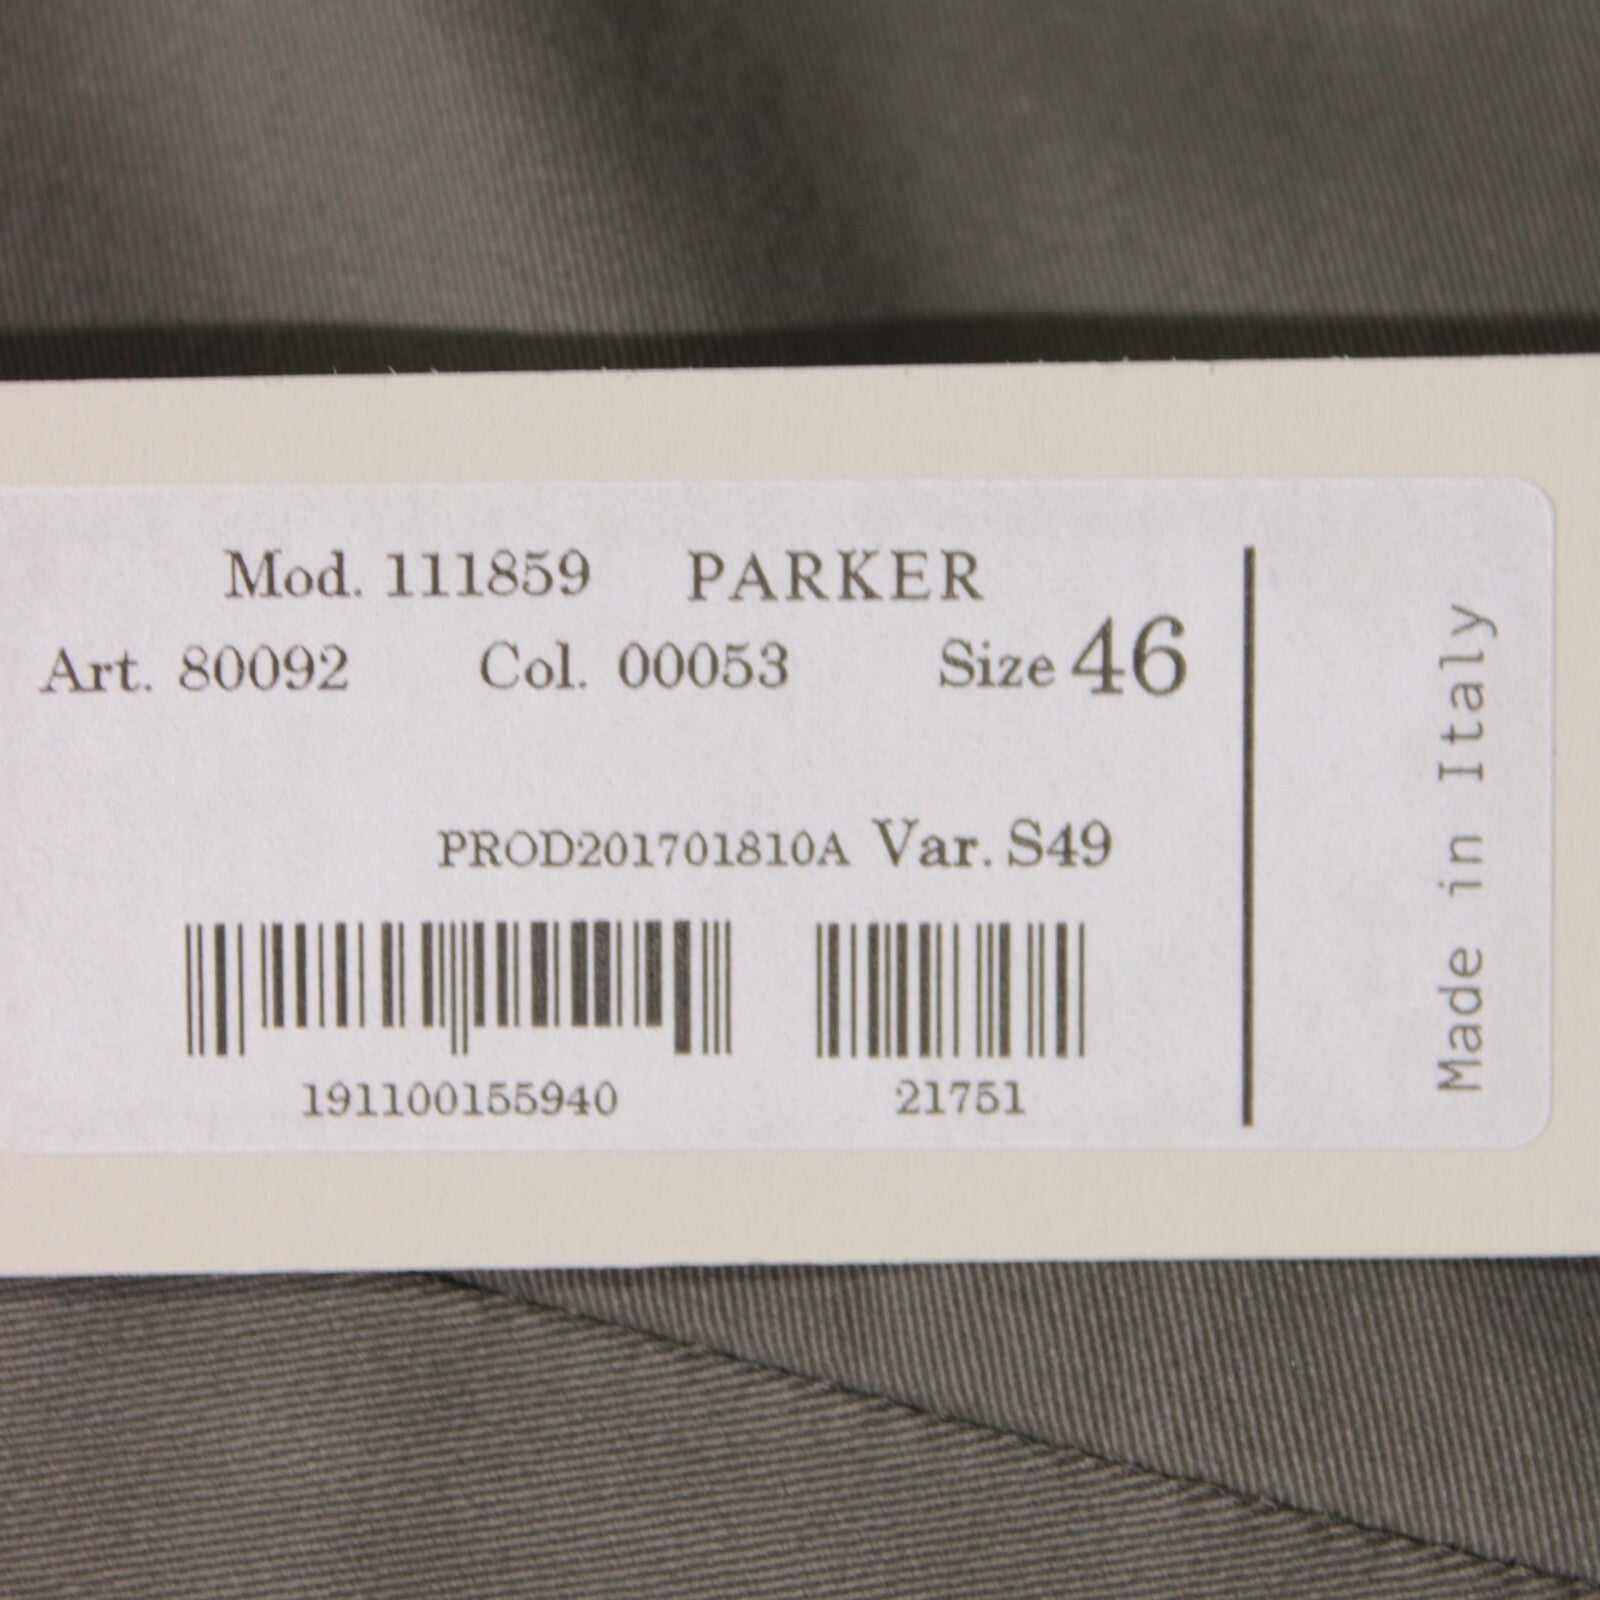 Mod. 111859 PARKER
Art. 80092 Col. 00053 Size 46
PROD201701810A Var. S49
191100155940 21751
Made in Italy